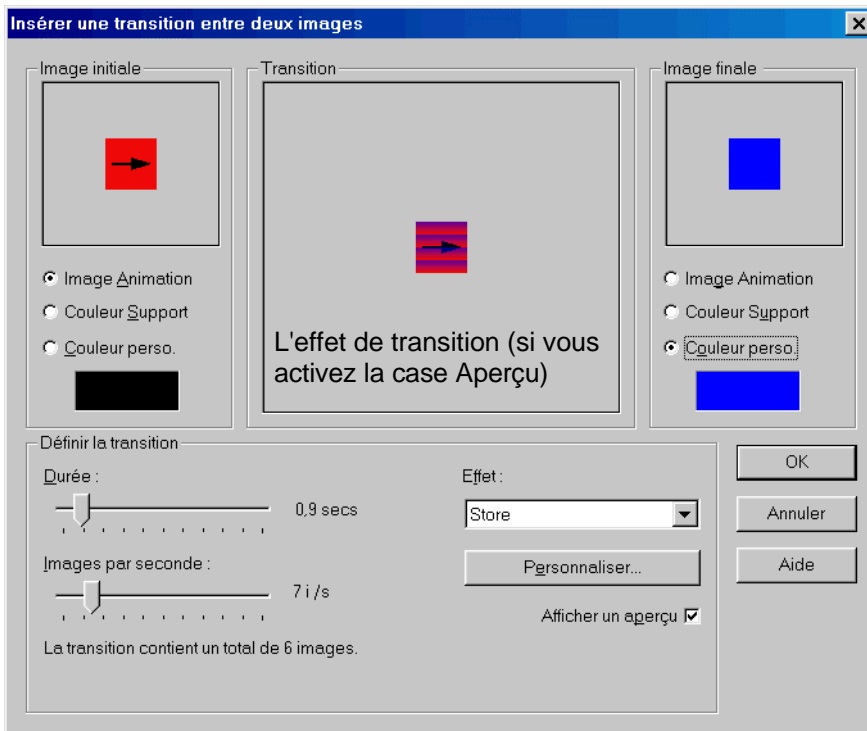 Insérer une transition entre deux images
Image initiale
Image Animation
Couleur Support
Couleur perso.
Transition
L'effet de transition (si vous
activez la case Aperçu)
Image finale
Image Animation
Couleur Support
Couleur perso.
Définir la transition
Durée :
0,9 secs
Images par seconde :
7 i /s
La transition contient un total de 6 images.
Effet :
Store
Personnaliser...
Afficher un aperçu
OK
Annuler
Aide